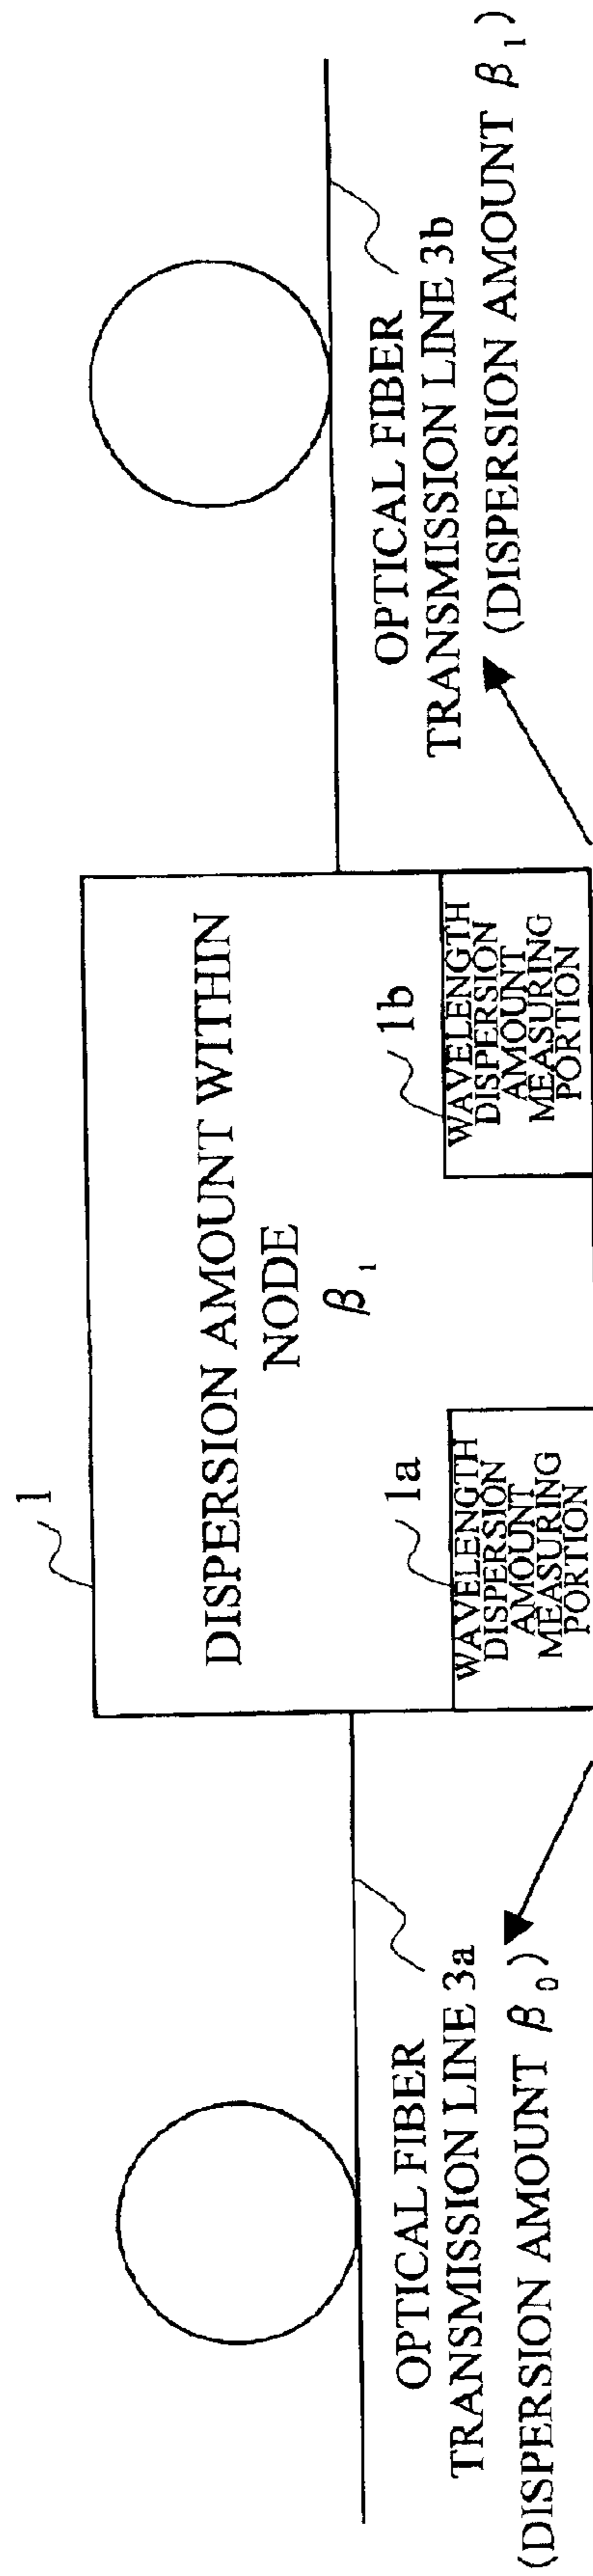 1
DISPERSION AMOUNT WITHIN
NODE
β₁
1a
WAVELENGTH
DISPERSION
AMOUNT
MEASURING
PORTION
1b
WAVELENGTH
DISPERSION
AMOUNT
MEASURING
PORTION
OPTICAL FIBER
TRANSMISSION LINE 3a
(DISPERSION AMOUNT β₀)
OPTICAL FIBER
TRANSMISSION LINE 3b
(DISPERSION AMOUNT β₁)